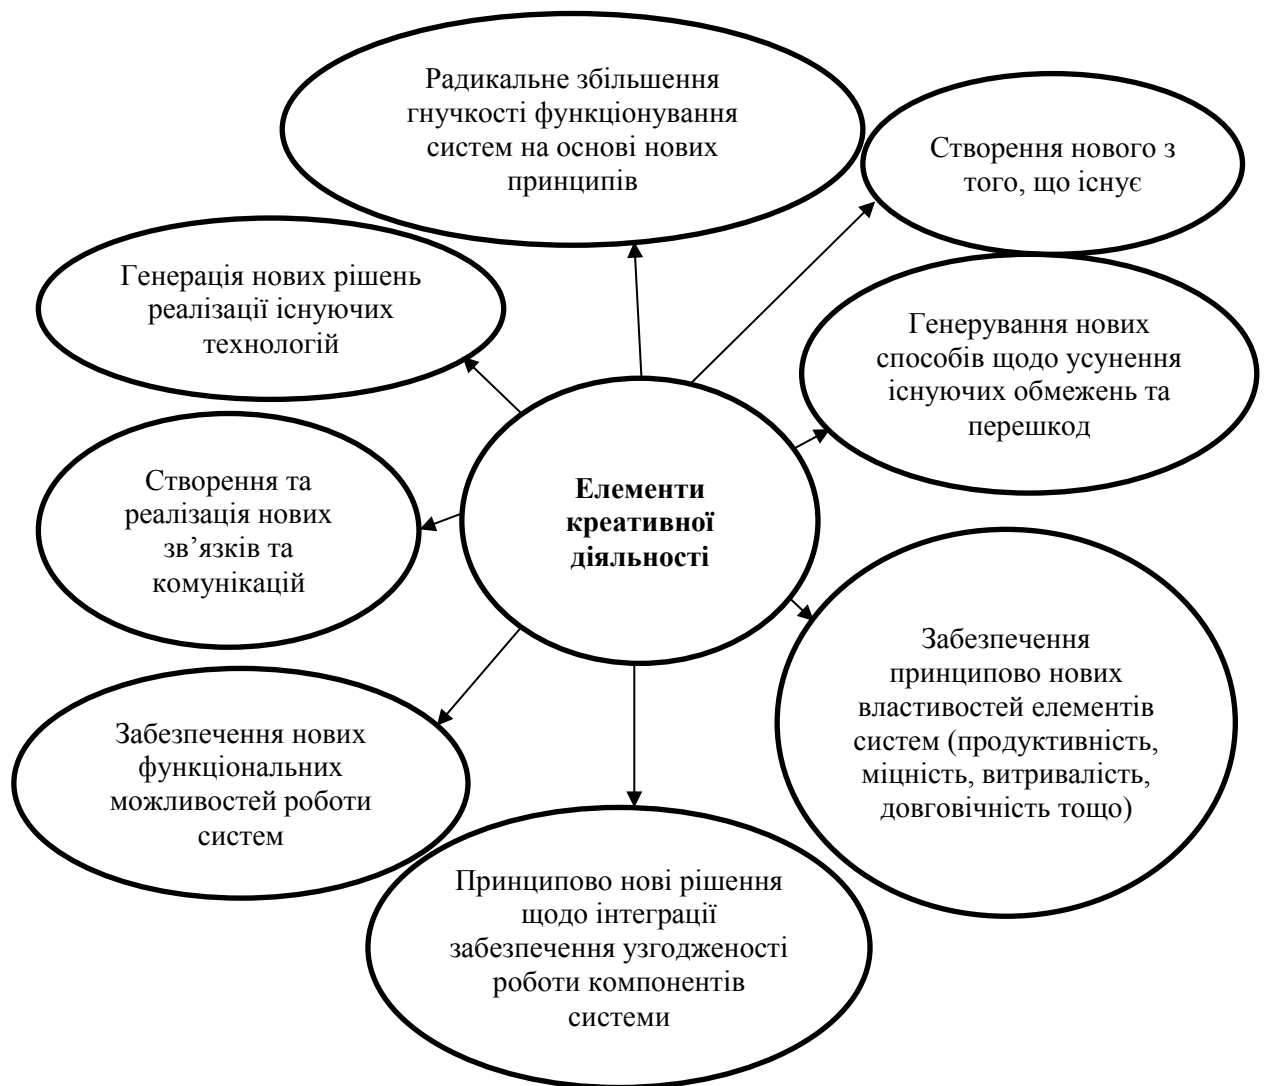 Радикальне збільшення
гнучкості функціонування
систем на основі нових
принципів
Створення нового з
того, що існує
Генерація нових рішень
реалізації існуючих
технологій
Генерування нових
способів щодо усунення
існуючих обмежень та
перешкод
Створення та
реалізація нових
зв’язків та
комунікацій
Елементи
креативної
діяльності
Забезпечення
принципово нових
властивостей елементів
систем (продуктивність,
міцність, витривалість,
довговічність тощо)
Забезпечення нових
функціональних
можливостей роботи
систем
Принципово нові рішення
щодо інтеграції
забезпечення узгодженості
роботи компонентів
системи